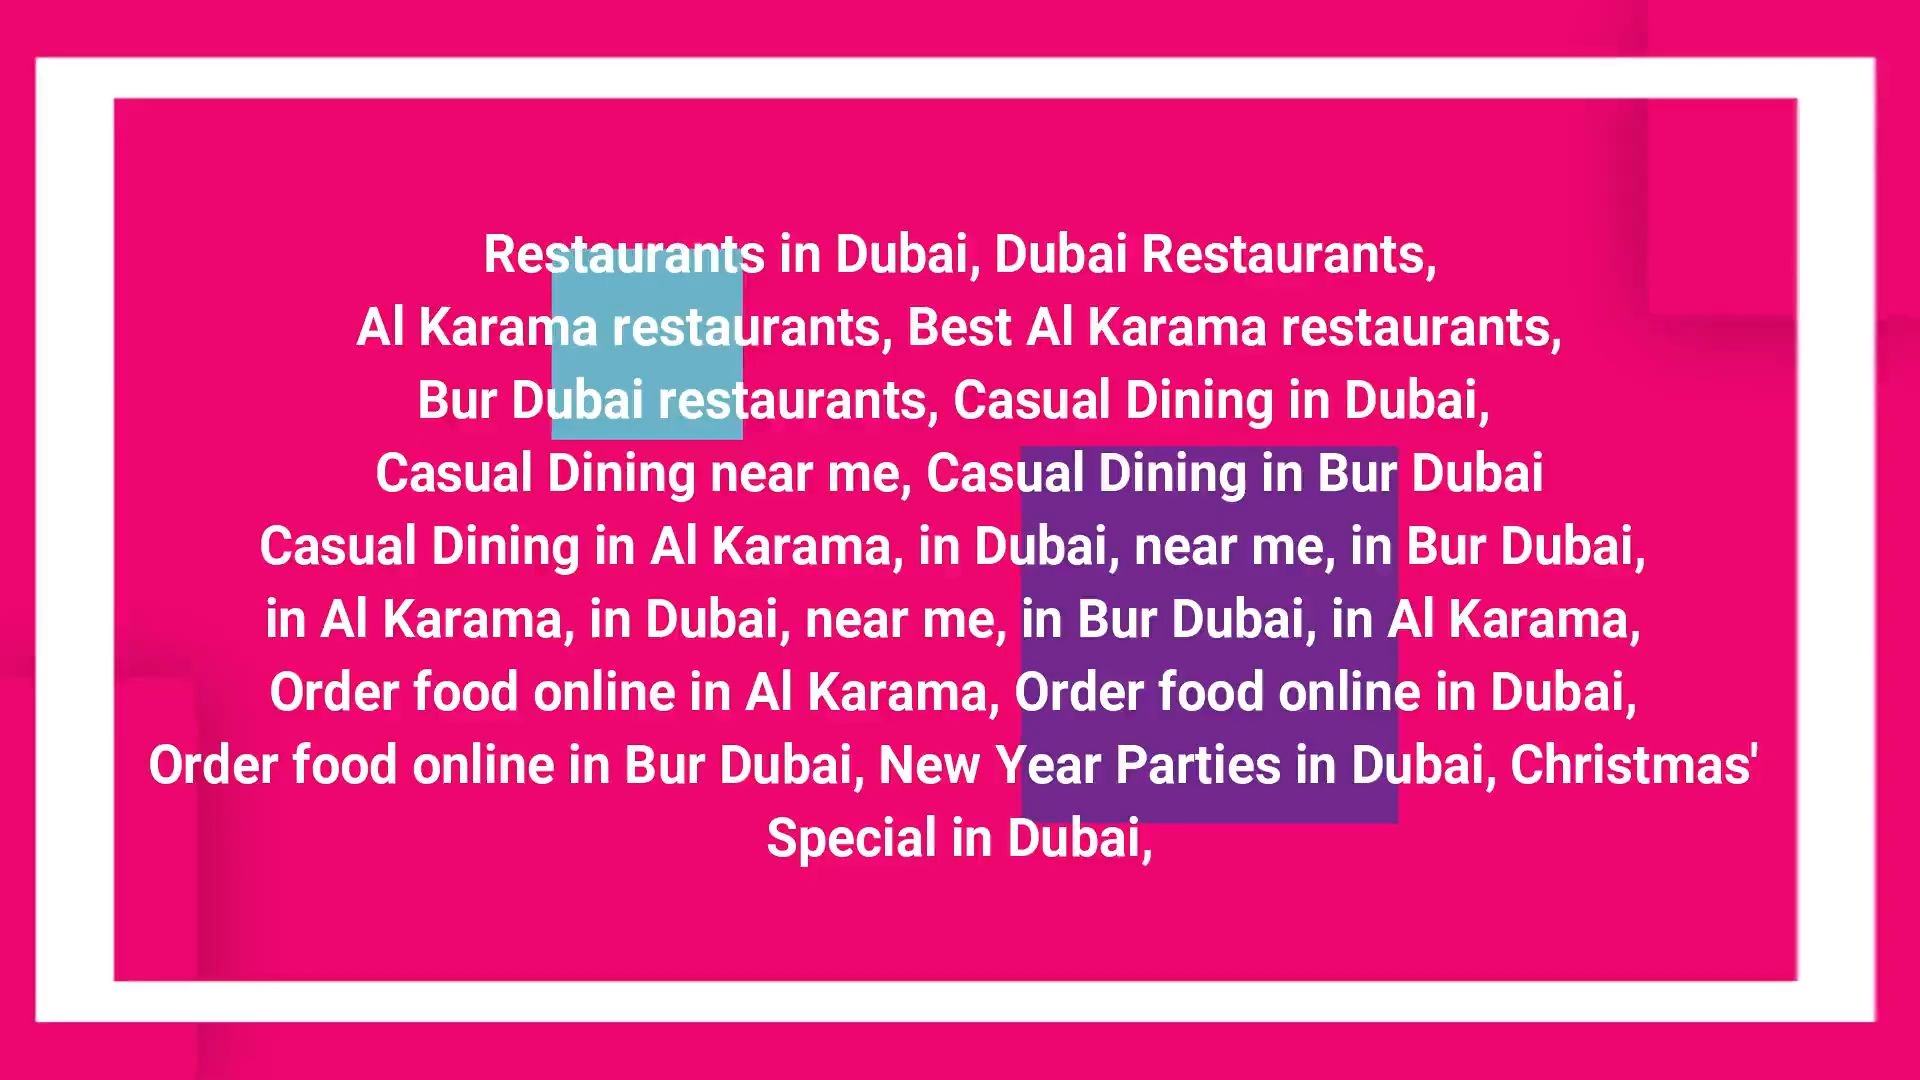 Restaurants in Dubai, Dubai Restaurants,
Al Karama restaurants, Best Al Karama restaurants,
Bur Dubai restaurants, Casual Dining in Dubai,
Casual Dining near me, Casual Dining in Bur Dubai
Casual Dining in Al Karama, in Dubai, near me, in Bur Dubai,
in Al Karama, in Dubai, near me, in Bur Dubai, in Al Karama,
Order food online in Al Karama, Order food online in Dubai,
Order food online in Bur Dubai, New Year Parties in Dubai, Christmas'
Special in Dubai,